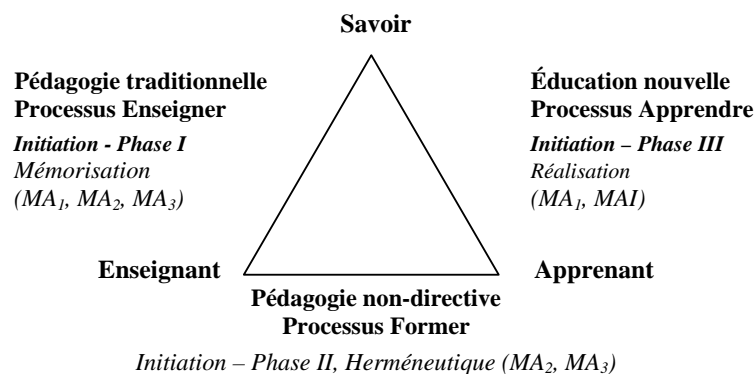 Savoir
Pédagogie traditionnelle
Processus Enseigner
Initiation - Phase I
Mémorisation
(MA₁, MA₂, MA₃)
Éducation nouvelle
Processus Apprendre
Initiation – Phase III
Réalisation
(MA₁, MAI)
Enseignant
Apprenant
Pédagogie non-directive
Processus Former
Initiation – Phase II, Herméneutique (MA₂, MA₃)